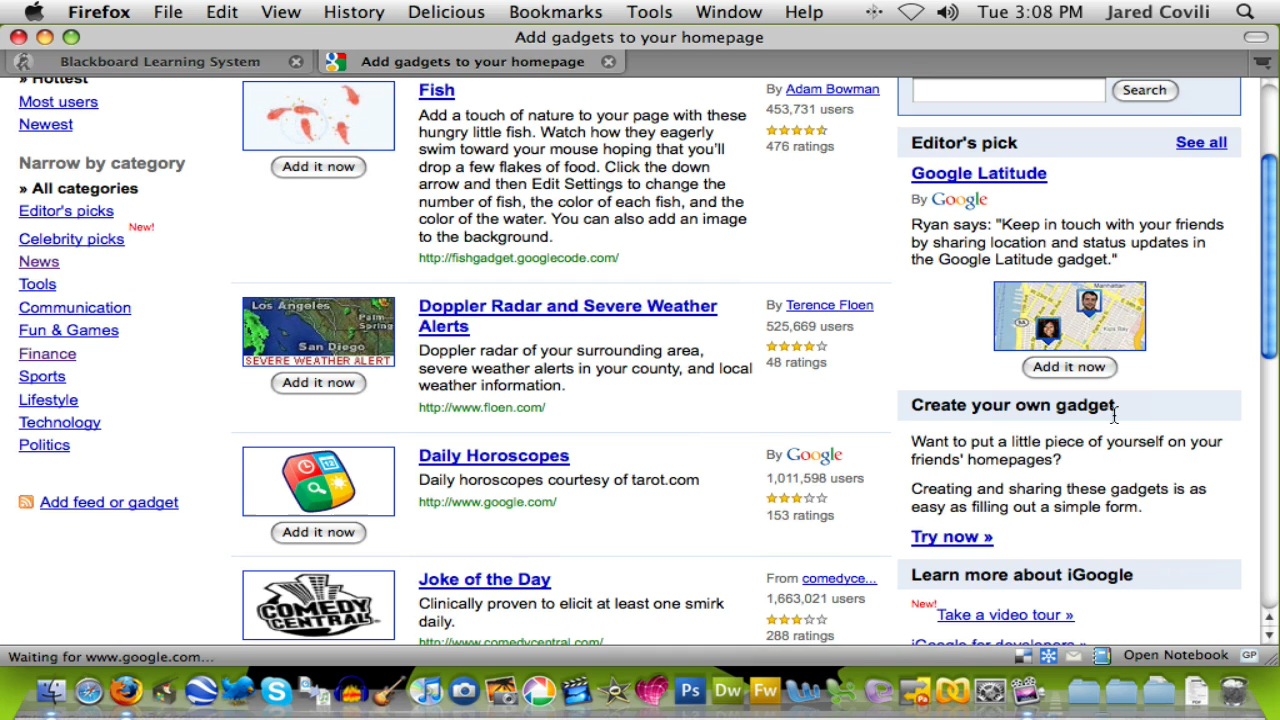 Firefox File Edit View History Delicious Bookmarks Tools Window Help Tue 3:08 PM Jared Covili
Add gadgets to your homepage
Blackboard Learning System
Add gadgets to your homepage
» Hottest
Most users
Newest
Narrow by category
» All categories
Editor's picks
New!
Celebrity picks
News
Tools
Communication
Fun & Games
Finance
Sports
Lifestyle
Technology
Politics
Add feed or gadget
Add it now
Fish
Add a touch of nature to your page with these
hungry little fish. Watch how they eagerly
swim toward your mouse hoping that you'll
drop a few flakes of food. Click the down
arrow and then Edit Settings to change the
number of fish, the color of each fish, and the
color of the water. You can also add an image
to the background.
http://fishgadget.googlecode.com/
By Adam Bowman
453,731 users
476 ratings
Los Angeles
Palm
Spring
San Diego
SEVERE WEATHER ALERT
Add it now
Doppler Radar and Severe Weather
Alerts
Doppler radar of your surrounding area,
severe weather alerts in your county, and local
weather information.
http://www.floen.com/
By Terence Floen
525,669 users
48 ratings
12
Add it now
Daily Horoscopes
Daily horoscopes courtesy of tarot.com
http://www.google.com/
By Google
1,011,598 users
153 ratings
COMEDY
CENTRAL
Joke of the Day
Clinically proven to elicit at least one smirk
daily.
http://www.comedycentral.com/
From comedyce...
1,663,021 users
288 ratings
Search
Editor's pick See all
Google Latitude
By Google
Ryan says: "Keep in touch with your friends
by sharing location and status updates in
the Google Latitude gadget."
Manhattan
Add it now
Create your own gadget
Want to put a little piece of yourself on your
friends' homepages?
Creating and sharing these gadgets is as
easy as filling out a simple form.
Try now »
Learn more about iGoogle
New!
Take a video tour »
iGoogle for developers »
Waiting for www.google.com...
Open Notebook GP
Ps Dw Fw